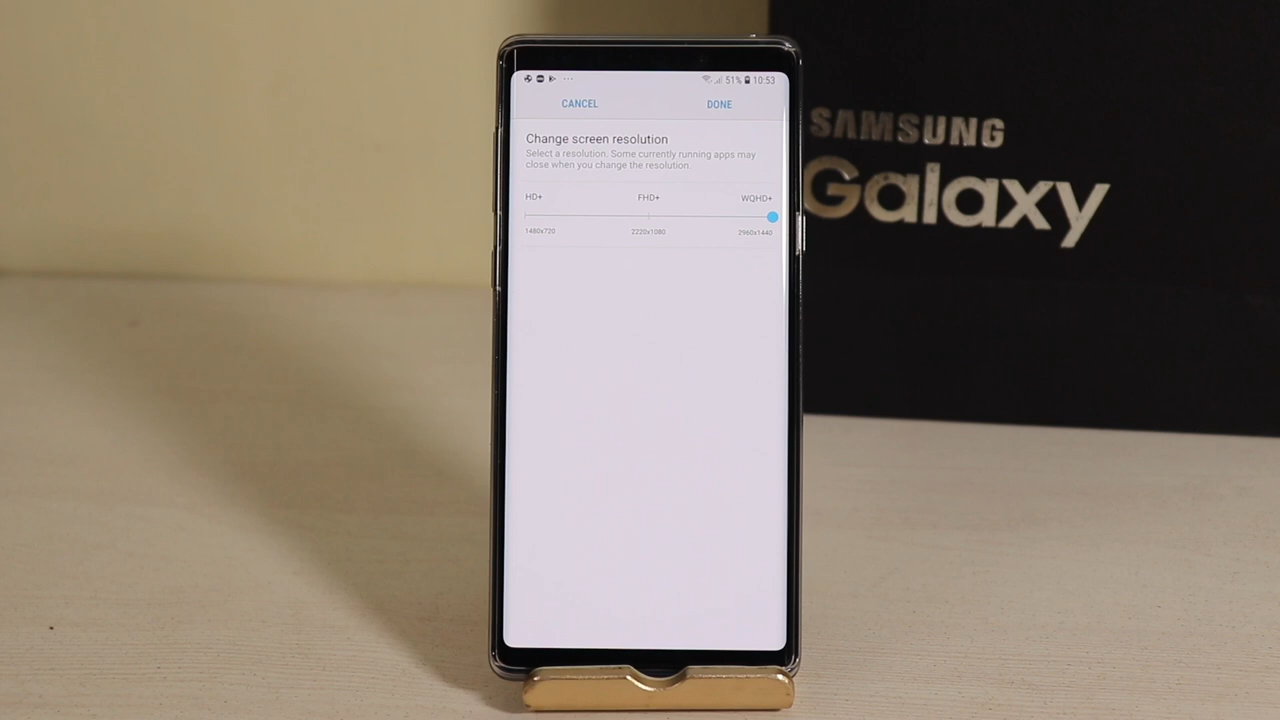 51% 10:53
CANCEL DONE
Change screen resolution
Select a resolution. Some currently running apps may
close when you change the resolution.
HD+ FHD+ WQHD+
1480x720 2220x1080 2960x1440
SAMSUNG
Galaxy